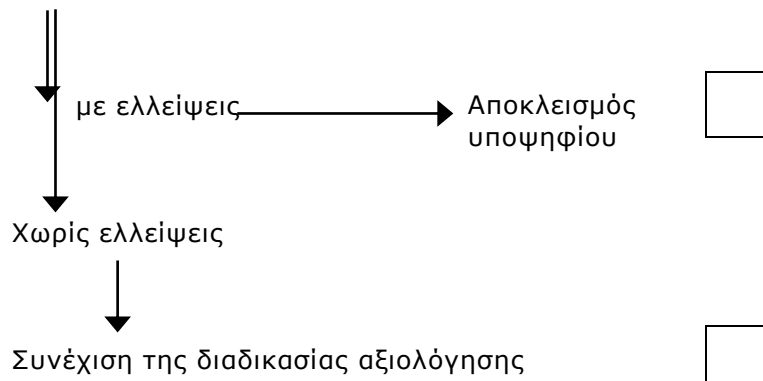 με ελλείψεις
Αποκλεισμός
υποψηφίου
Χωρίς ελλείψεις
Συνέχιση της διαδικασίας αξιολόγησης